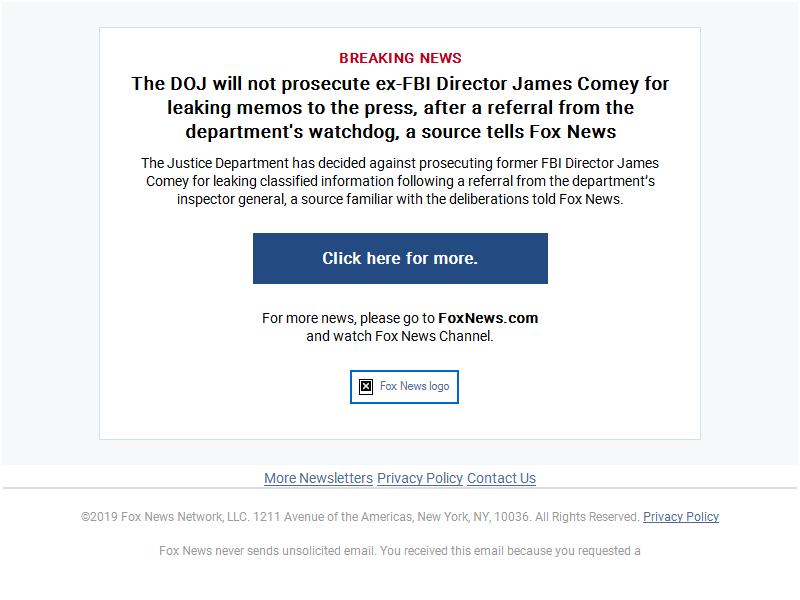 BREAKING NEWS
The DOJ will not prosecute ex-FBI Director James Comey for
leaking memos to the press, after a referral from the
department's watchdog, a source tells Fox News
The Justice Department has decided against prosecuting former FBI Director James
Comey for leaking classified information following a referral from the department’s
inspector general, a source familiar with the deliberations told Fox News.
Click here for more.
For more news, please go to FoxNews.com
and watch Fox News Channel.
Fox News logo
More Newsletters Privacy Policy Contact Us
©2019 Fox News Network, LLC. 1211 Avenue of the Americas, New York, NY, 10036. All Rights Reserved. Privacy Policy
Fox News never sends unsolicited email. You received this email because you requested a